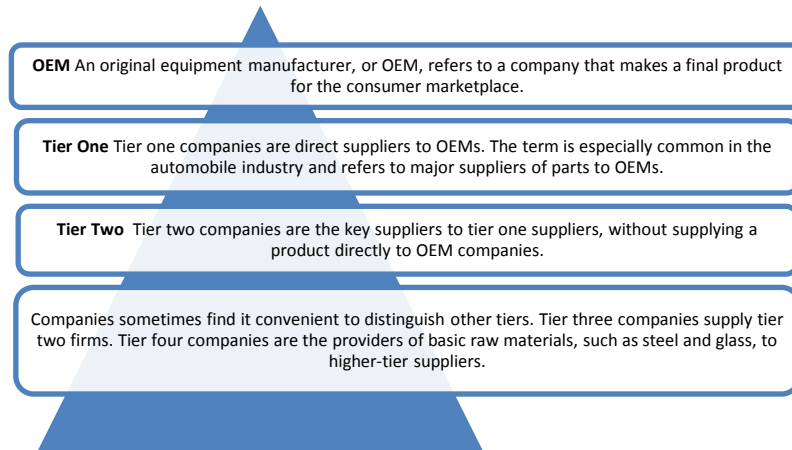 OEM An original equipment manufacturer, or OEM, refers to a company that makes a final product
for the consumer marketplace.
Tier One Tier one companies are direct suppliers to OEMs. The term is especially common in the
automobile industry and refers to major suppliers of parts to OEMs.
Tier Two  Tier two companies are the key suppliers to tier one suppliers, without supplying a
product directly to OEM companies.
Companies sometimes find it convenient to distinguish other tiers. Tier three companies supply tier
two firms. Tier four companies are the providers of basic raw materials, such as steel and glass, to
higher-tier suppliers.